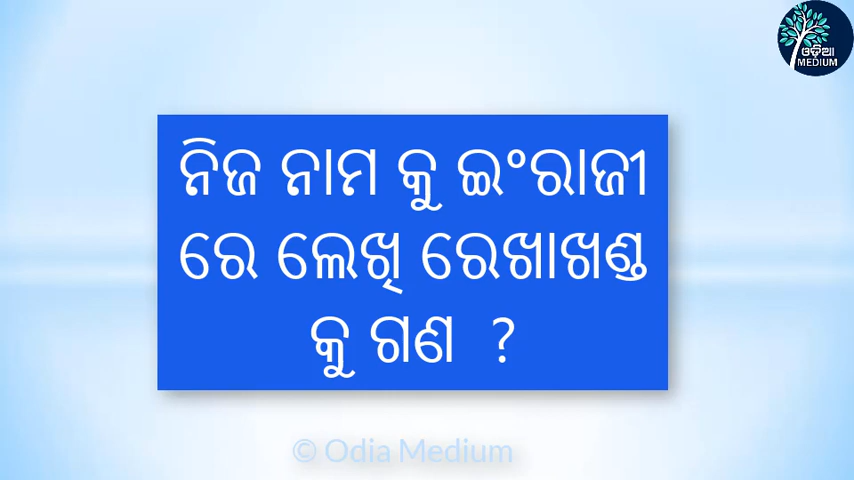 ଓଡ଼ିଆ
MEDIUM
ନିଜ ନାମ କୁ ଇଂରାଜୀ
ରେ ଲେଖି ରେଖାଖଣ୍ଡ
କୁ ଗଣ ?
© Odia Medium